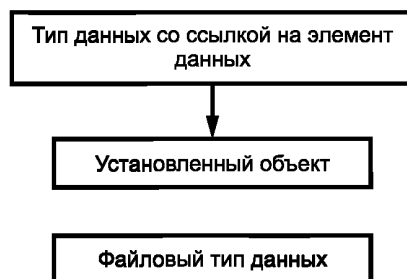 Тип данных со ссылкой на элемент
данных
Установленный объект
Файловый тип данных